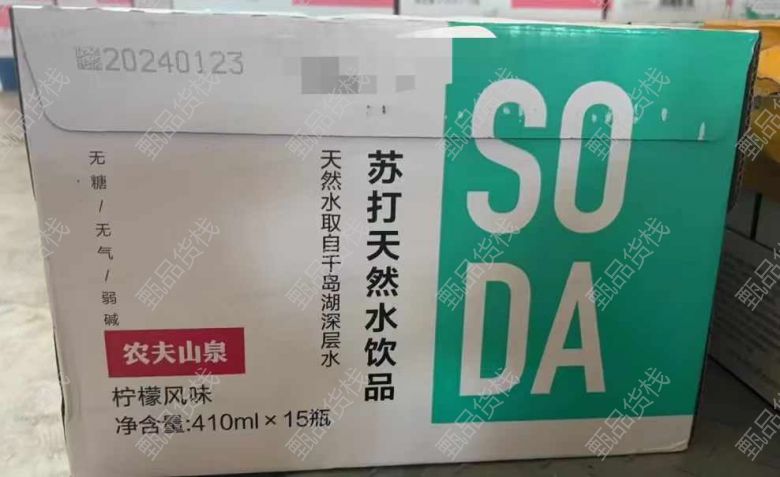 20240123
SO
DA
苏打天然水饮品
天然水取自千岛湖深层水
无糖/无气/弱碱
农夫山泉
柠檬风味
净含量:410ml×15瓶
甄品货栈